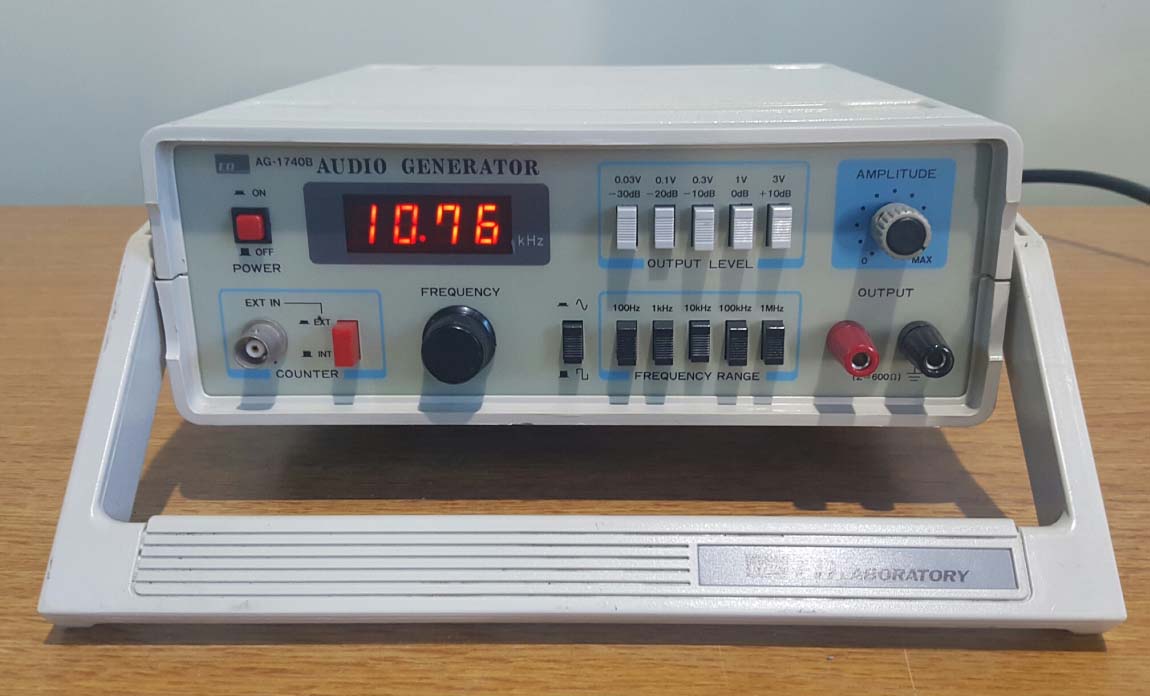 AG-1740B AUDIO GENERATOR
ON
OFF
POWER
10.76 kHz
0.03V 0.1V 0.3V 1V 3V
-30dB -20dB -10dB 0dB +10dB
OUTPUT LEVEL
AMPLITUDE
0 MAX
EXT IN
EXT
INT
COUNTER
FREQUENCY
100Hz 1kHz 10kHz 100kHz 1MHz
FREQUENCY RANGE
OUTPUT
600Ω)
LABORATORY